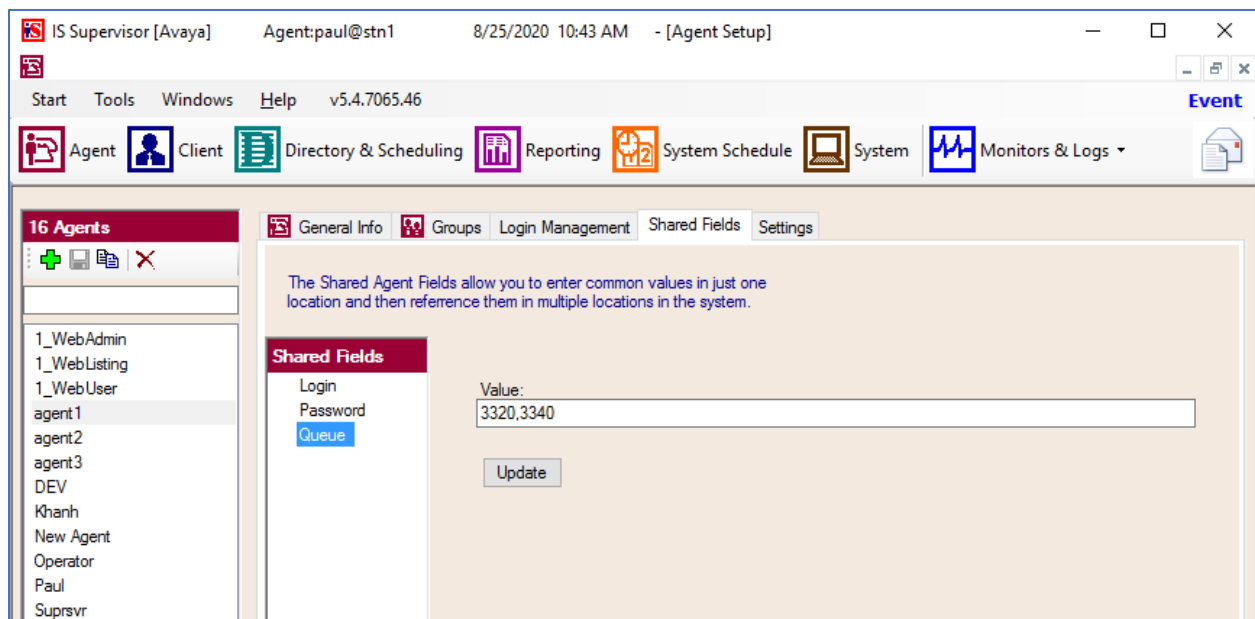 iS IS Supervisor [Avaya] Agent:paul@stn1 8/25/2020 10:43 AM - [Agent Setup]
Start Tools Windows Help v5.4.7065.46 Event
Agent Client Directory & Scheduling Reporting System Schedule System Monitors & Logs
16 Agents
General Info Groups Login Management Shared Fields Settings
The Shared Agent Fields allow you to enter common values in just one
location and then referrence them in multiple locations in the system.
1_WebAdmin
1_WebListing
1_WebUser
agent1
agent2
agent3
DEV
Khanh
New Agent
Operator
Paul
Suprsvr
Shared Fields
Login
Password
Queue
Value:
3320,3340
Update